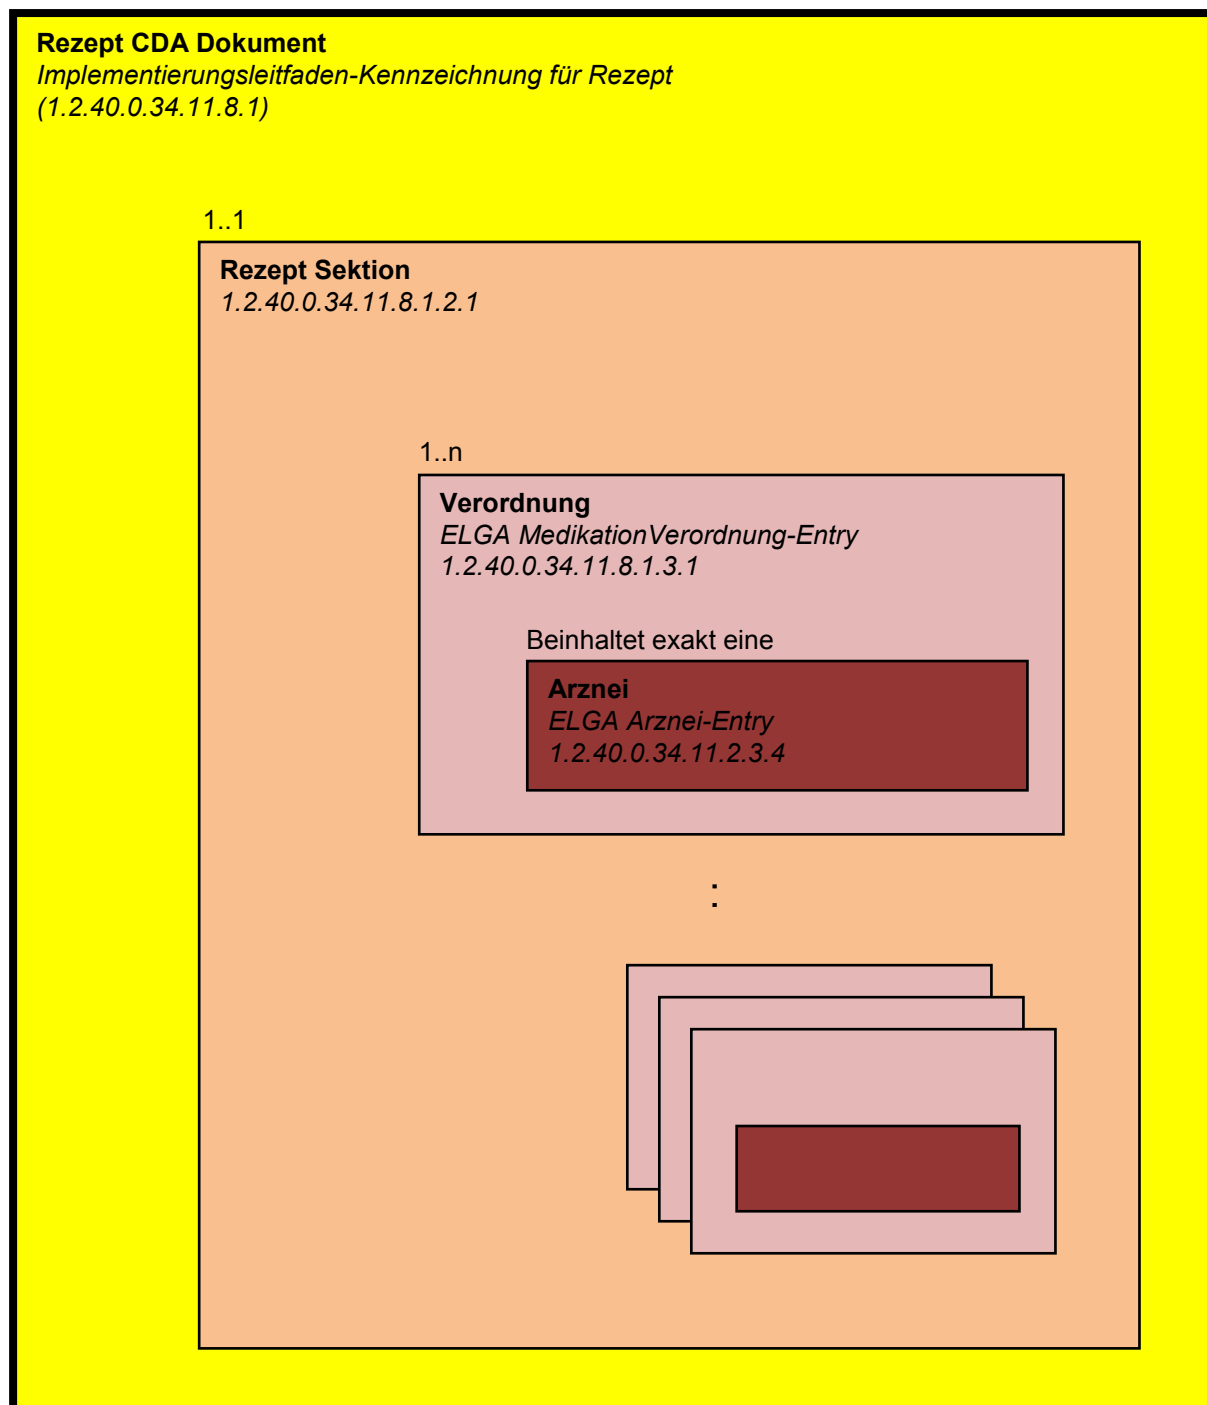 Rezept CDA Dokument
Implementierungsleitfaden-Kennzeichnung für Rezept
(1.2.40.0.34.11.8.1)
1..1
Rezept Sektion
1.2.40.0.34.11.8.1.2.1
1..n
Verordnung
ELGA MedikationVerordnung-Entry
1.2.40.0.34.11.8.1.3.1
Beinhaltet exakt eine
Arznei
ELGA Arznei-Entry
1.2.40.0.34.11.2.3.4
: